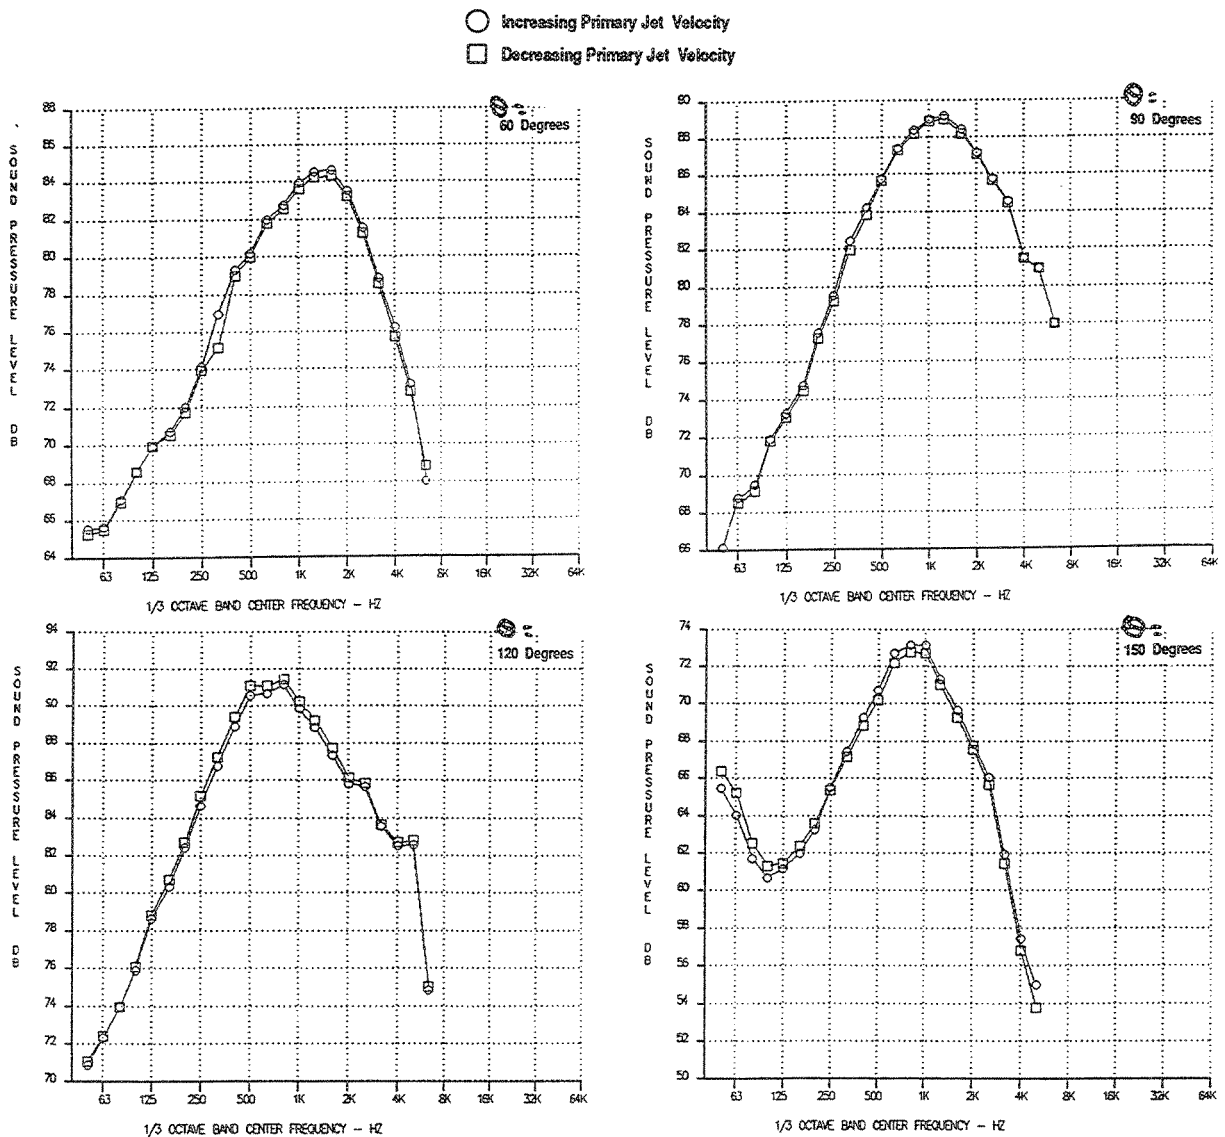 Increasing Primary Jet Velocity
Decreasing Primary Jet Velocity
60 Degrees
88
86
84
82
80
78
76
74
72
70
68
66
64
SOUND PRESSURE LEVEL DB
63 125 250 500 1K 2K 4K 8K 16K 32K 64K
1/3 OCTAVE BAND CENTER FREQUENCY - HZ
90 Degrees
90
88
86
84
82
80
78
76
74
72
70
68
66
SOUND PRESSURE LEVEL DB
63 125 250 500 1K 2K 4K 8K 16K 32K 64K
1/3 OCTAVE BAND CENTER FREQUENCY - HZ
120 Degrees
94
92
90
88
86
84
82
80
78
76
74
72
70
SOUND PRESSURE LEVEL DB
63 125 250 500 1K 2K 4K 8K 16K 32K 64K
1/3 OCTAVE BAND CENTER FREQUENCY - HZ
150 Degrees
74
72
70
68
66
64
62
60
58
56
54
52
50
SOUND PRESSURE LEVEL DB
63 125 250 500 1K 2K 4K 8K 16K 32K 64K
1/3 OCTAVE BAND CENTER FREQUENCY - HZ